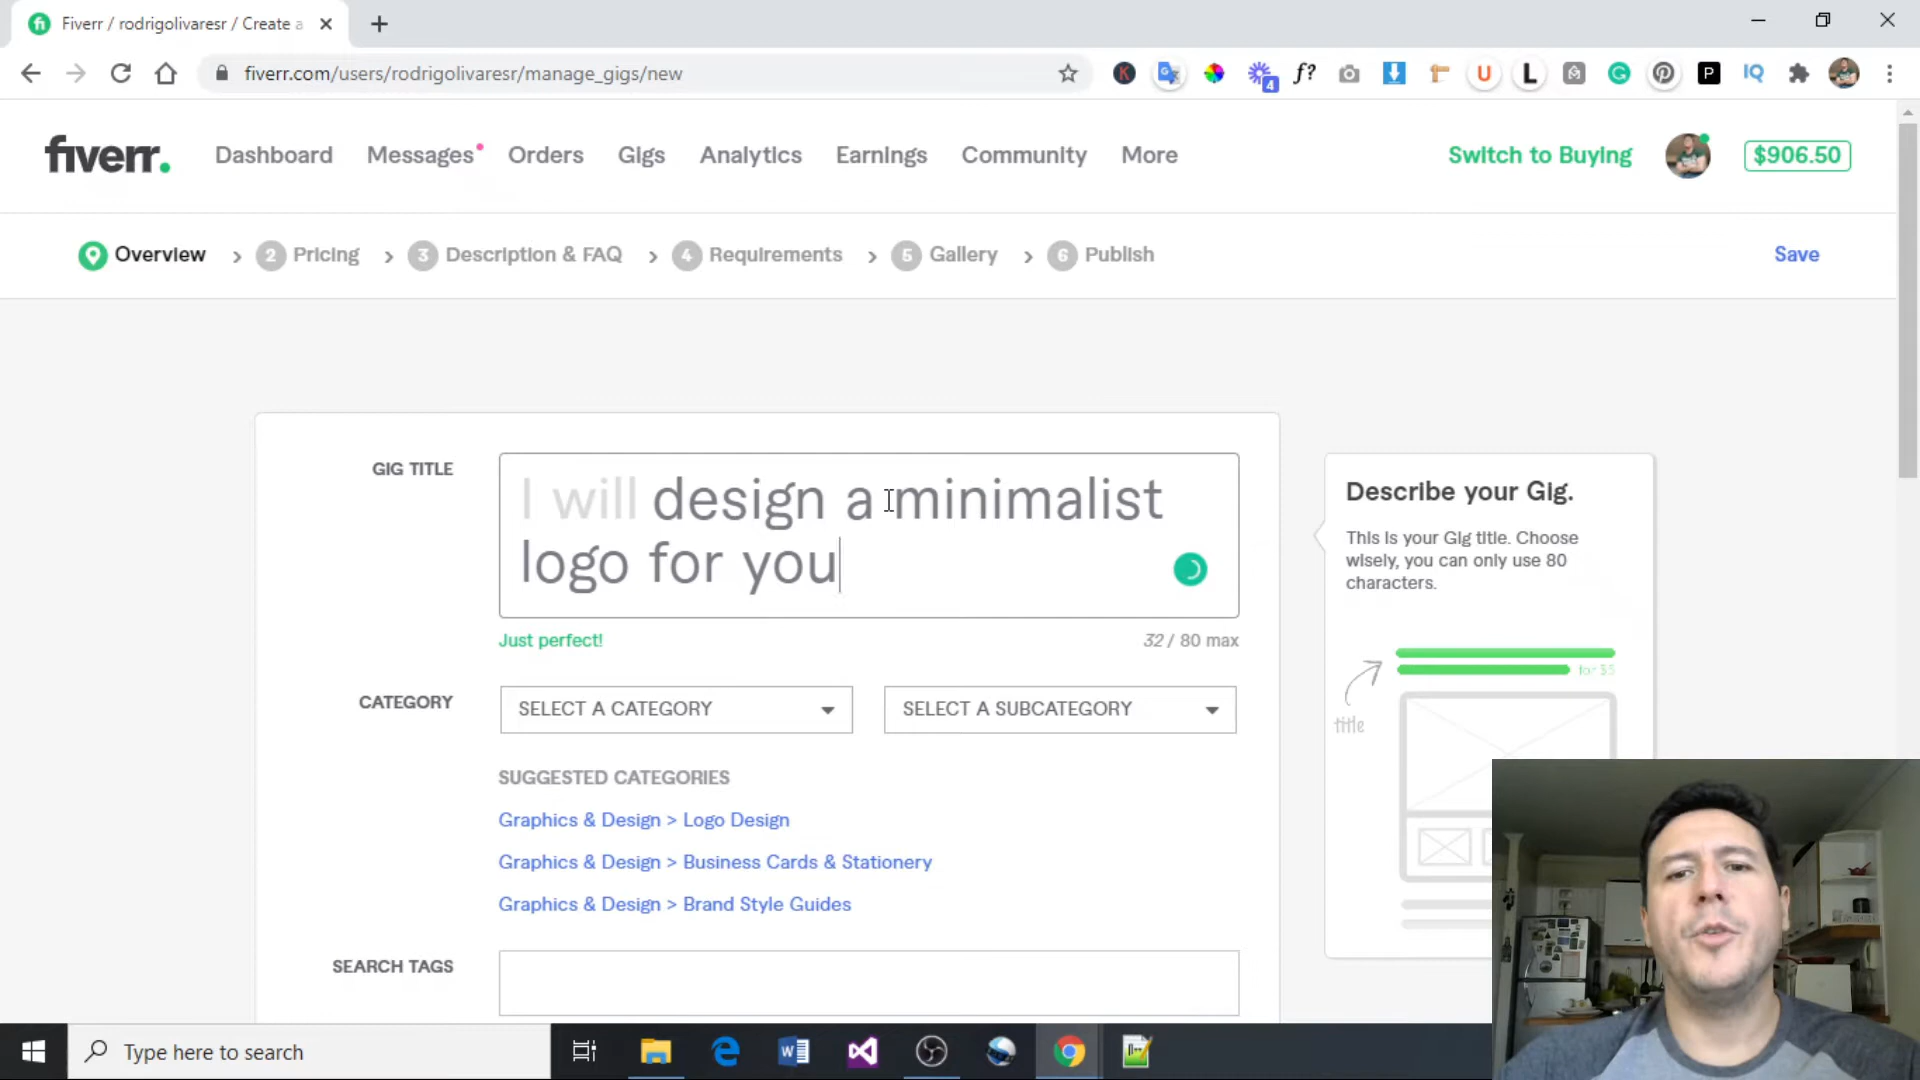 Fiverr / rodrigolivaresr / Create a
fiverr.com/users/rodrigolivaresr/manage_gigs/new
fiverr.
Dashboard Messages Orders Gigs Analytics Earnings Community More Switch to Buying $906.50
Overview 2 Pricing 3 Description & FAQ 4 Requirements 5 Gallery 6 Publish Save
GIG TITLE
I will design a minimalist
logo for you
Just perfect! 32 / 80 max
Describe your Gig.
This is your Gig title. Choose
wisely, you can only use 80
characters.
for $5
title
CATEGORY
SELECT A CATEGORY SELECT A SUBCATEGORY
SUGGESTED CATEGORIES
Graphics & Design > Logo Design
Graphics & Design > Business Cards & Stationery
Graphics & Design > Brand Style Guides
SEARCH TAGS
Type here to search